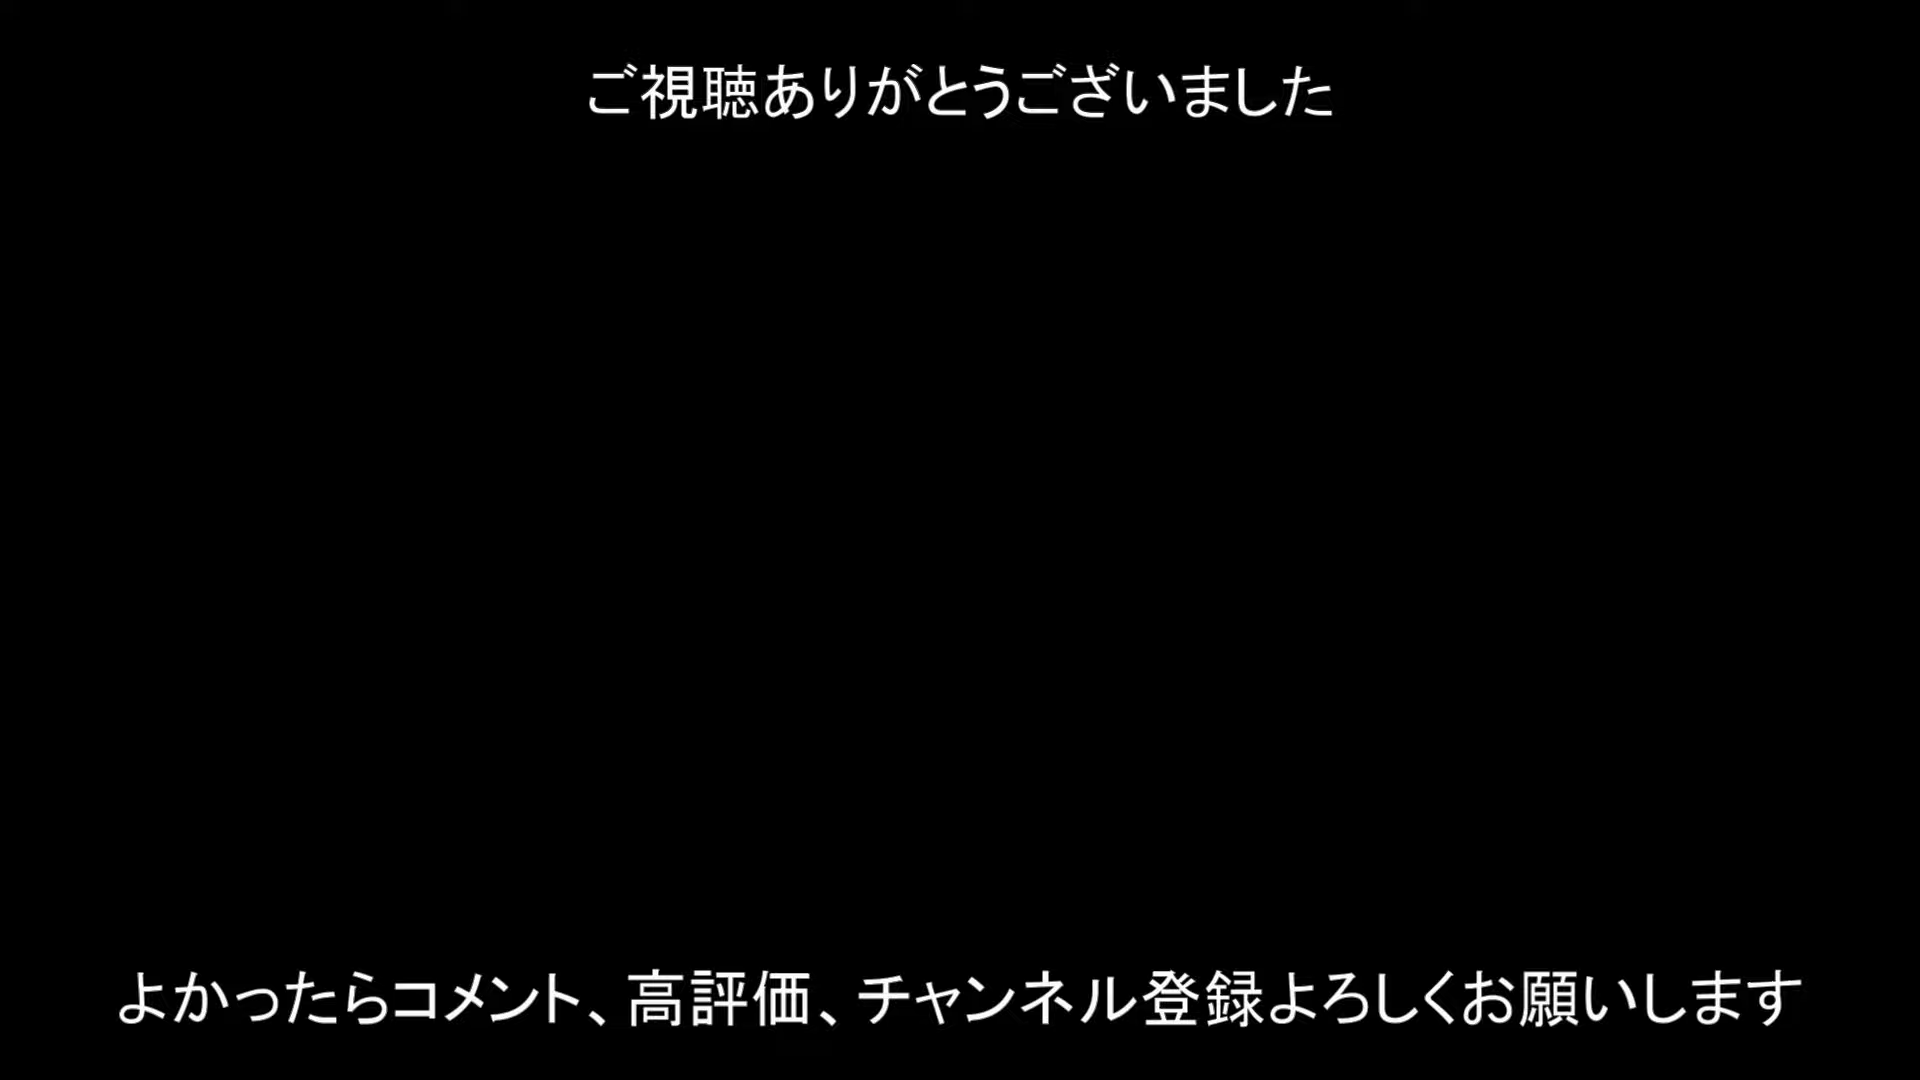 ご視聴ありがとうございました
よかったらコメント、高評価、チャンネル登録よろしくお願いします